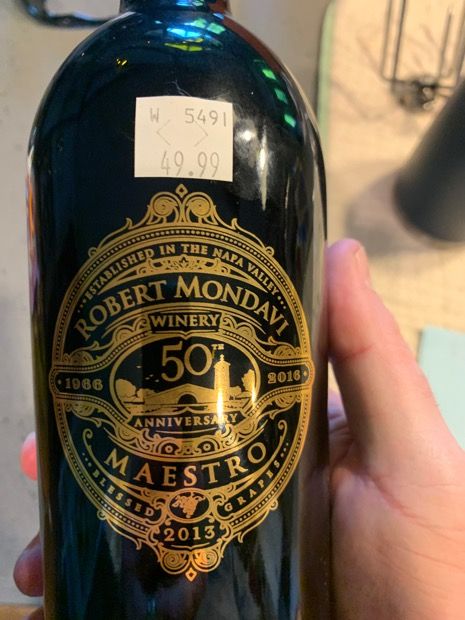 W 5491
49.99
ESTABLISHED IN THE NAPA VALLEY
ROBERT MONDAVI
WINERY
50TH
1966 2016
ANNIVERSARY
MAESTRO
BLESSED GRAPES
2013